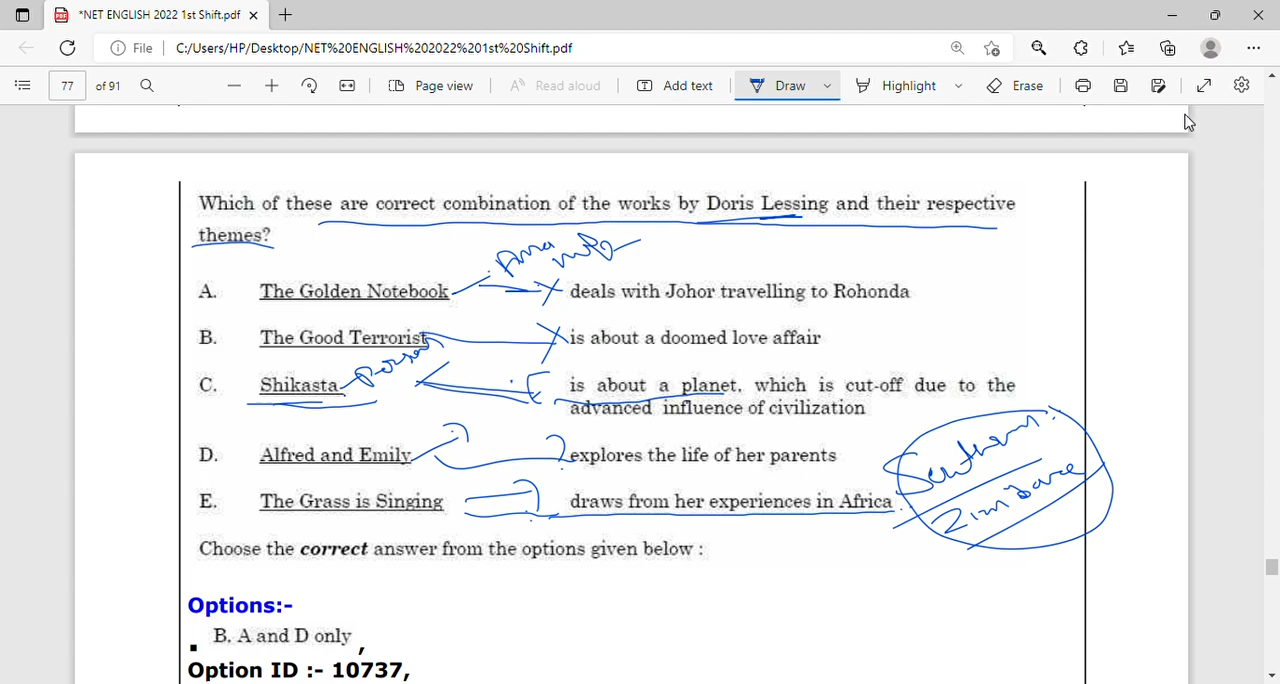 *NET ENGLISH 2022 1st Shift.pdf
File C:/Users/HP/Desktop/NET%20ENGLISH%202022%201st%20Shift.pdf
77 of 91 Page view Read aloud Add text Draw Highlight Erase
Which of these are correct combination of the works by Doris Lessing and their respective
themes?
Anna
A. The Golden Notebook deals with Johor travelling to Rohonda
B. The Good Terrorist is about a doomed love affair
C. Shikasta is about a planet, which is cut-off due to the
advanced influence of civilization
D. Alfred and Emily explores the life of her parents
Southern
E. The Grass is Singing draws from her experiences in Africa
Choose the correct answer from the options given below :
Options:-
B. A and D only ,
Option ID :- 10737,